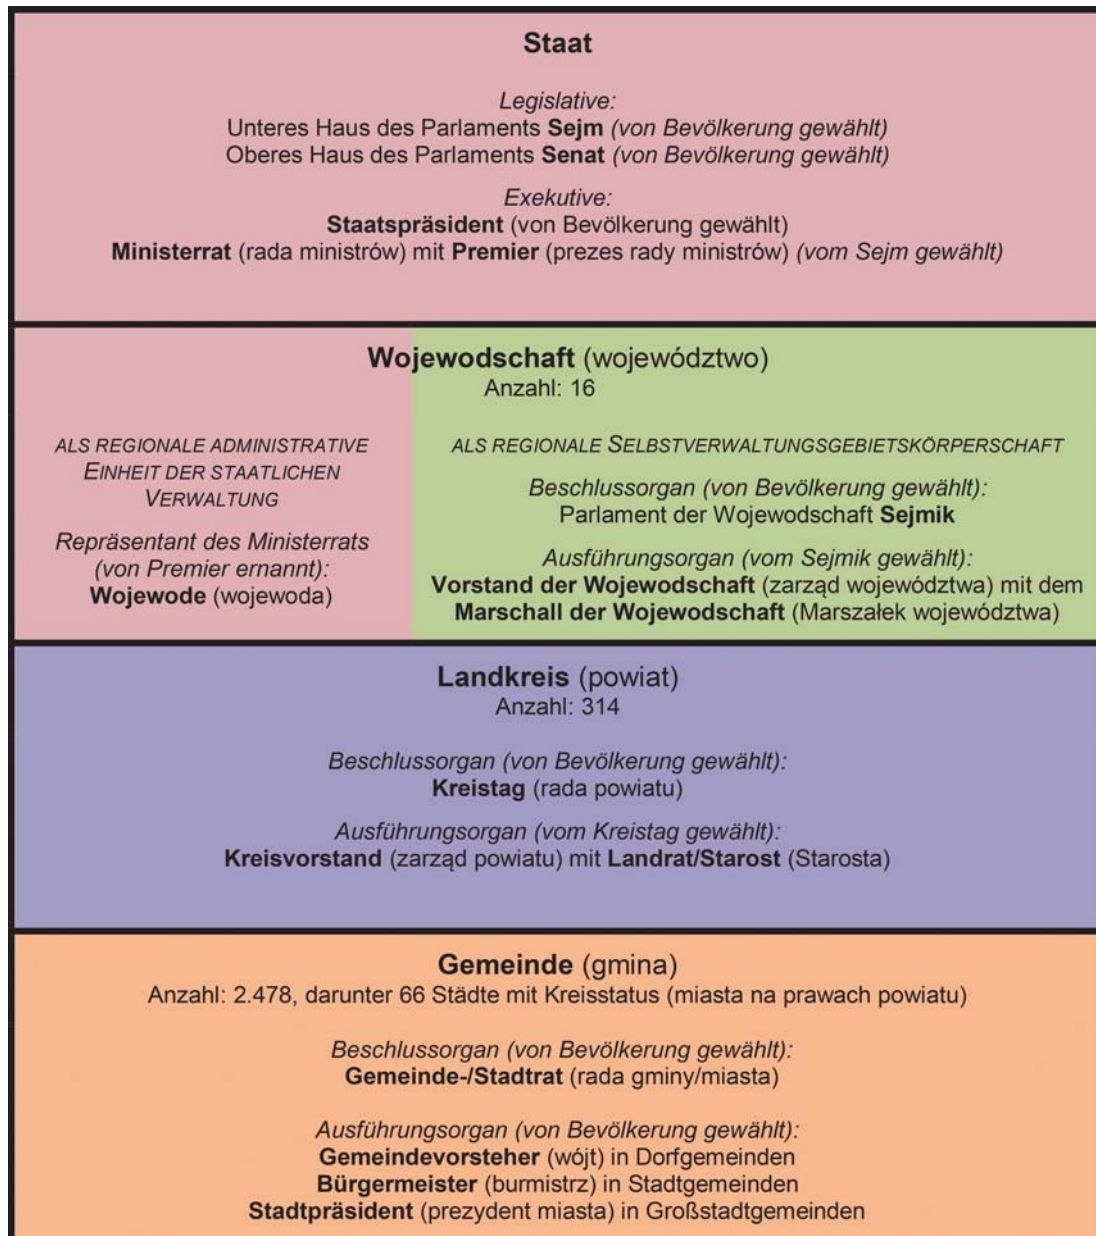 Staat
Legislative:
Unteres Haus des Parlaments Sejm (von Bevölkerung gewählt)
Oberes Haus des Parlaments Senat (von Bevölkerung gewählt)
Exekutive:
Staatspräsident (von Bevölkerung gewählt)
Ministerrat (rada ministrów) mit Premier (prezes rady ministrów) (vom Sejm gewählt)
Wojewodschaft (województwo)
Anzahl: 16
ALS REGIONALE ADMINISTRATIVE
EINHEIT DER STAATLICHEN
VERWALTUNG
Repräsentant des Ministerrats
(von Premier ernannt):
Wojewode (wojewoda)
ALS REGIONALE SELBSTVERWALTUNGSGEBIETSKÖRPERSCHAFT
Beschlussorgan (von Bevölkerung gewählt):
Parlament der Wojewodschaft Sejmik
Ausführungsorgan (vom Sejmik gewählt):
Vorstand der Wojewodschaft (zarząd województwa) mit dem
Marschall der Wojewodschaft (Marszałek województwa)
Landkreis (powiat)
Anzahl: 314
Beschlussorgan (von Bevölkerung gewählt):
Kreistag (rada powiatu)
Ausführungsorgan (vom Kreistag gewählt):
Kreisvorstand (zarząd powiatu) mit Landrat/Starost (Starosta)
Gemeinde (gmina)
Anzahl: 2.478, darunter 66 Städte mit Kreisstatus (miasta na prawach powiatu)
Beschlussorgan (von Bevölkerung gewählt):
Gemeinde-/Stadtrat (rada gminy/miasta)
Ausführungsorgan (von Bevölkerung gewählt):
Gemeindevorsteher (wójt) in Dorfgemeinden
Bürgermeister (burmistrz) in Stadtgemeinden
Stadtpräsident (prezydent miasta) in Großstadtgemeinden